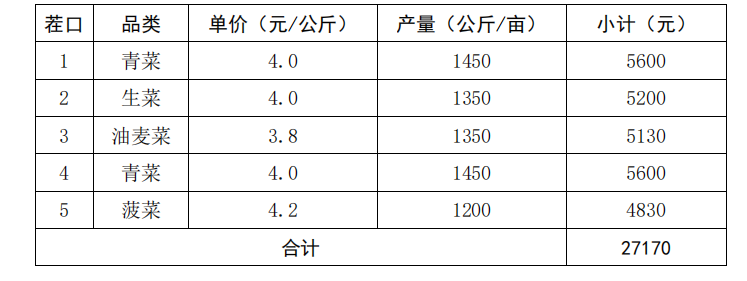 茬口 品类 单价（元/公斤） 产量（公斤/亩） 小计（元）
1 青菜 4.0 1450 5600
2 生菜 4.0 1350 5200
3 油麦菜 3.8 1350 5130
4 青菜 4.0 1450 5600
5 菠菜 4.2 1200 4830
合计 27170